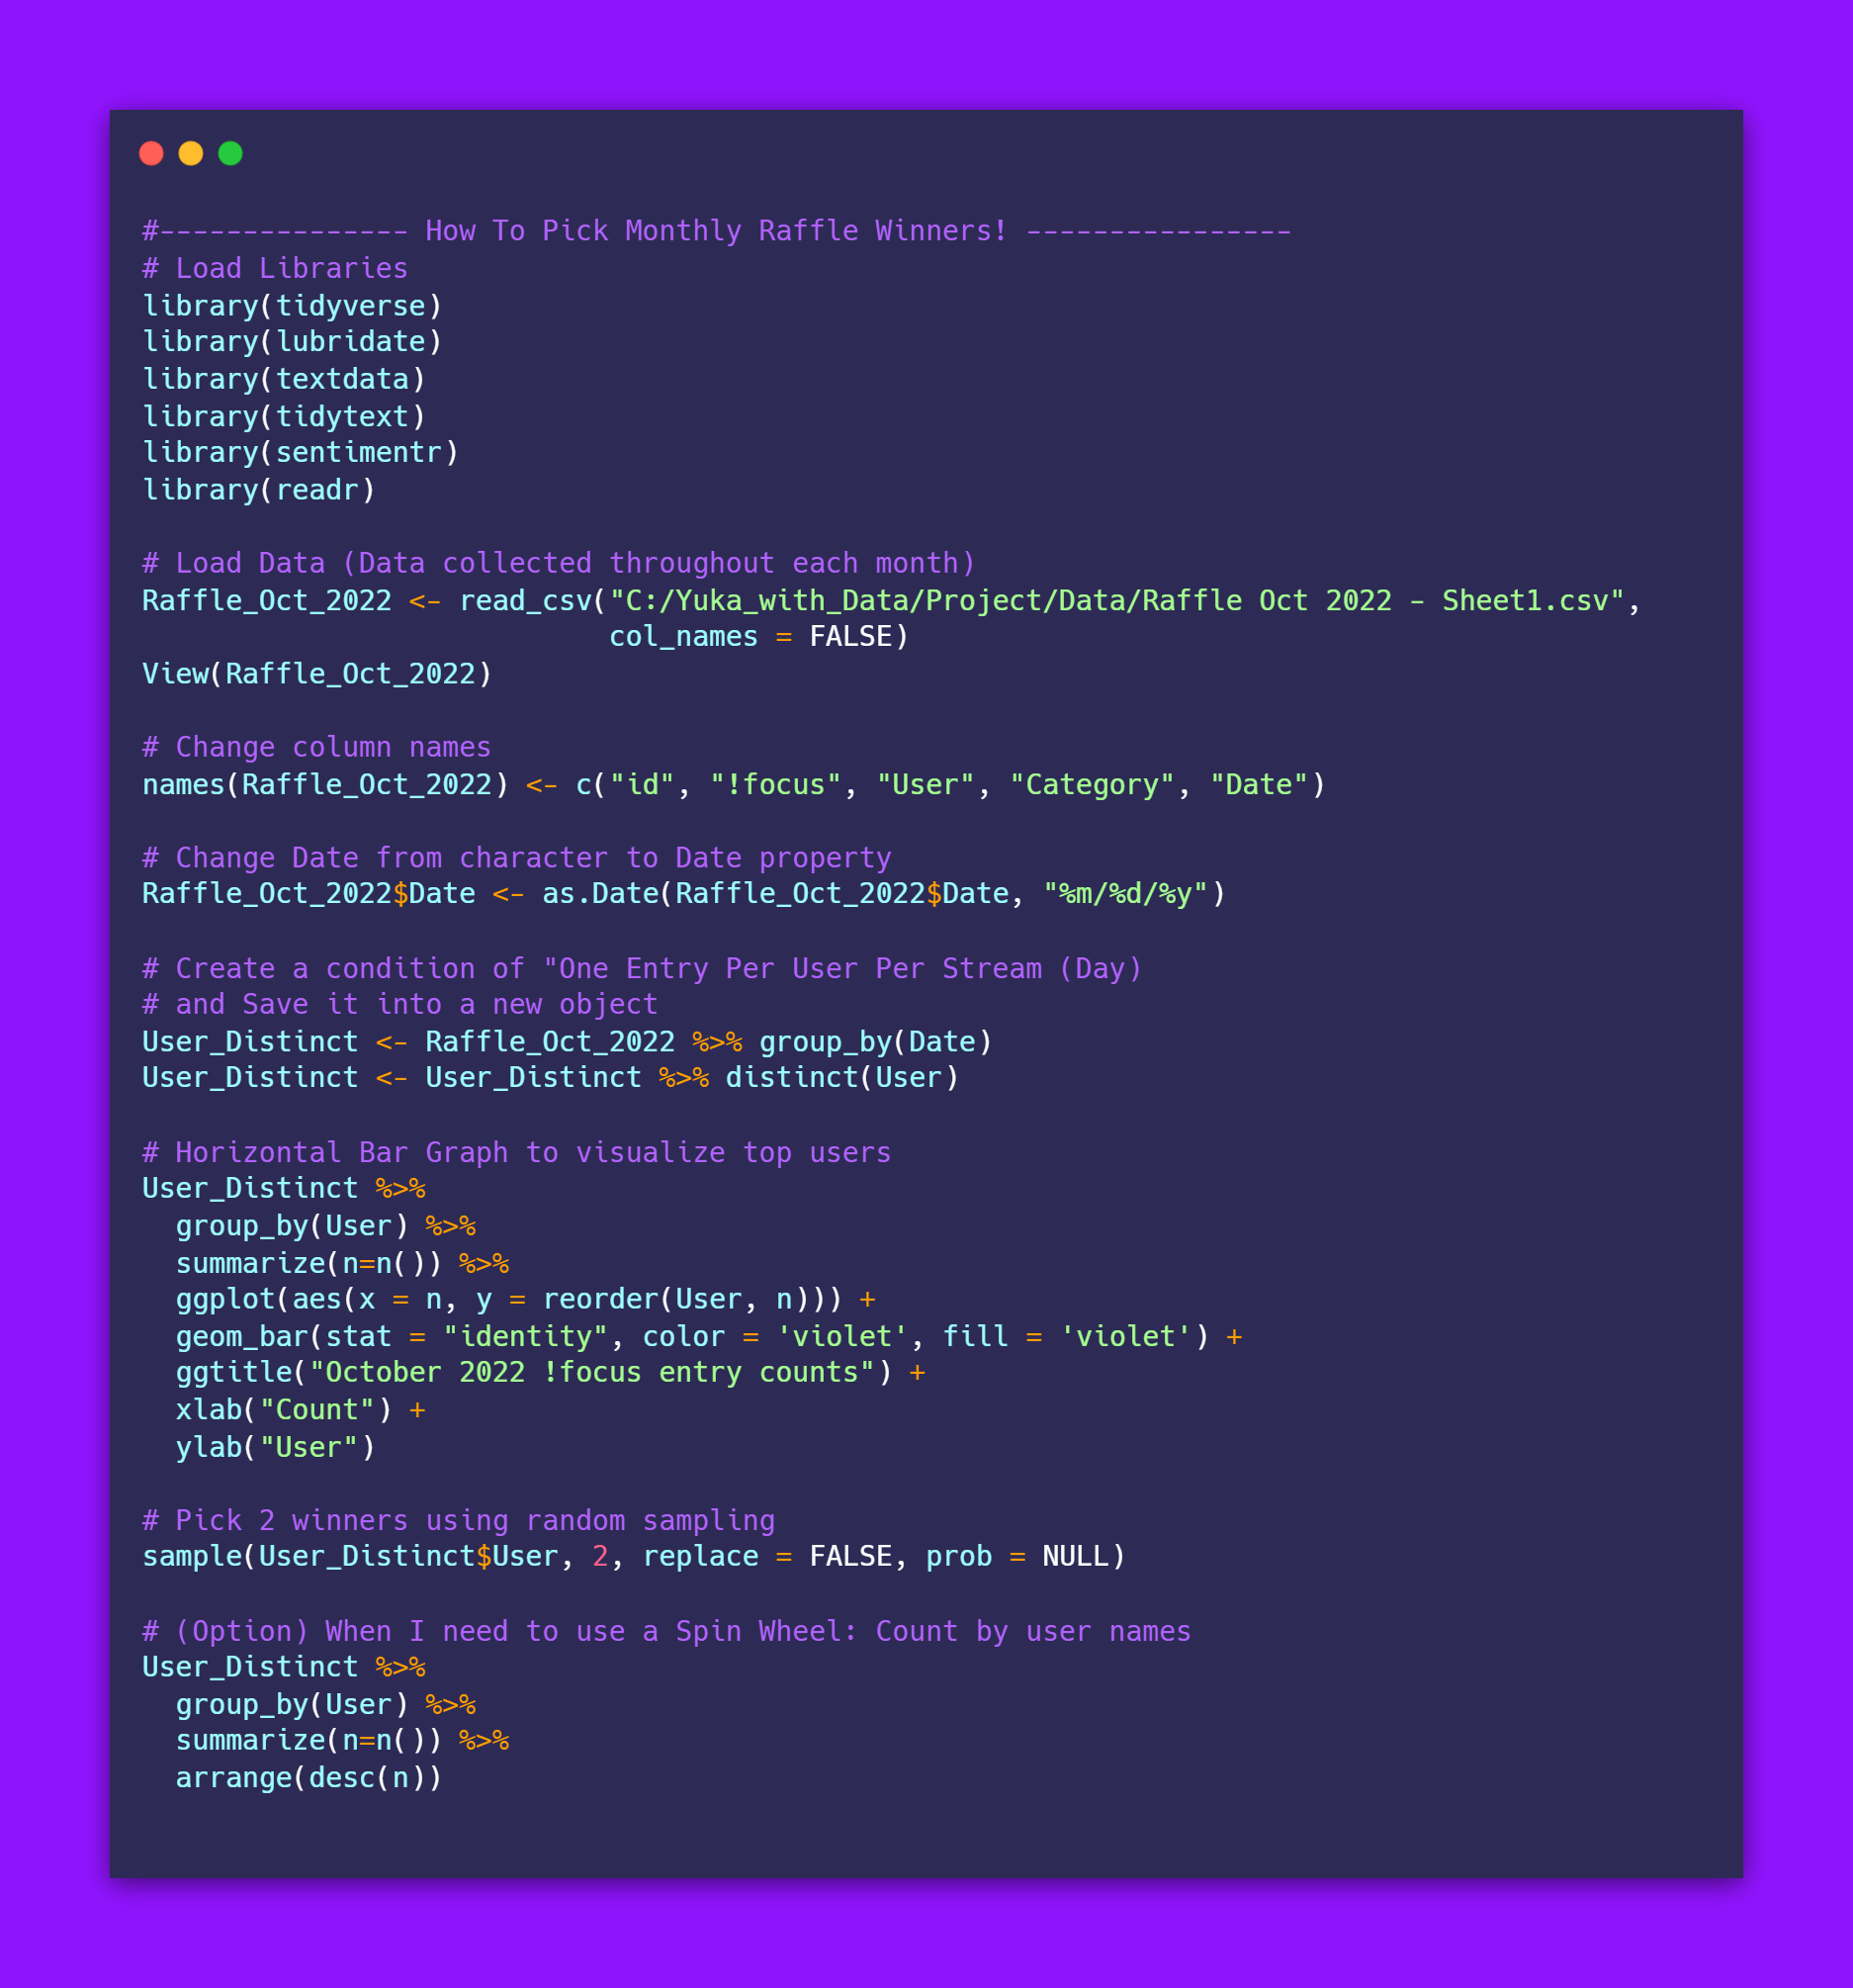 #--------------- How To Pick Monthly Raffle Winners! ----------------
# Load Libraries
library(tidyverse)
library(lubridate)
library(textdata)
library(tidytext)
library(sentimentr)
library(readr)

# Load Data (Data collected throughout each month)
Raffle_Oct_2022 <- read_csv("C:/Yuka_with_Data/Project/Data/Raffle Oct 2022 - Sheet1.csv",
                            col_names = FALSE)
View(Raffle_Oct_2022)

# Change column names
names(Raffle_Oct_2022) <- c("id", "!focus", "User", "Category", "Date")

# Change Date from character to Date property
Raffle_Oct_2022$Date <- as.Date(Raffle_Oct_2022$Date, "%m/%d/%y")

# Create a condition of "One Entry Per User Per Stream (Day)
# and Save it into a new object
User_Distinct <- Raffle_Oct_2022 %>% group_by(Date)
User_Distinct <- User_Distinct %>% distinct(User)

# Horizontal Bar Graph to visualize top users
User_Distinct %>%
  group_by(User) %>%
  summarize(n=n()) %>%
  ggplot(aes(x = n, y = reorder(User, n))) +
  geom_bar(stat = "identity", color = 'violet', fill = 'violet') +
  ggtitle("October 2022 !focus entry counts") +
  xlab("Count") +
  ylab("User")

# Pick 2 winners using random sampling
sample(User_Distinct$User, 2, replace = FALSE, prob = NULL)

# (Option) When I need to use a Spin Wheel: Count by user names
User_Distinct %>%
  group_by(User) %>%
  summarize(n=n()) %>%
  arrange(desc(n))